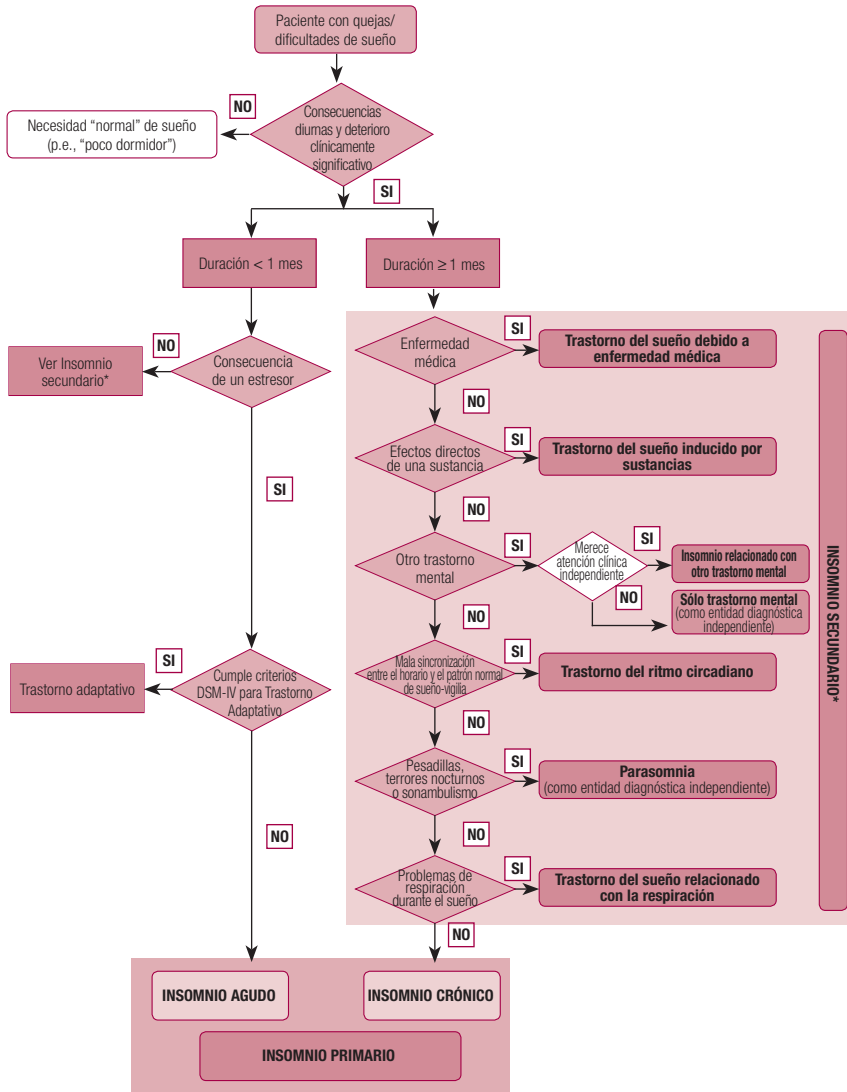 Paciente con quejas/
dificultades de sueño
NO
Consecuencias
diurnas y deterioro
clínicamente
significativo
Necesidad “normal” de sueño
(p.e., “poco dormidor”)
SI
Duración < 1 mes
Duración ≥ 1 mes
NO
Consecuencia
de un estresor
Ver Insomnio
secundario*
SI
Cumple criterios
DSM-IV para Trastorno
Adaptativo
SI
Trastorno adaptativo
NO
Enfermedad
médica
SI
Trastorno del sueño debido a
enfermedad médica
NO
Efectos directos
de una sustancia
SI
Trastorno del sueño inducido por
sustancias
NO
Otro trastorno
mental
SI
Merece
atención clínica
independiente
SI
Insomnio relacionado con
otro trastorno mental
NO
Sólo trastorno mental
(como entidad diagnóstica
independiente)
NO
Mala sincronización
entre el horario y el patrón normal
de sueño-vigilia
SI
Trastorno del ritmo circadiano
NO
Pesadillas,
terrores nocturnos
o sonambulismo
SI
Parasomnia
(como entidad diagnóstica independiente)
NO
Problemas de
respiración
durante el sueño
SI
Trastorno del sueño relacionado
con la respiración
NO
INSOMNIO SECUNDARIO*
INSOMNIO AGUDO
INSOMNIO CRÓNICO
INSOMNIO PRIMARIO